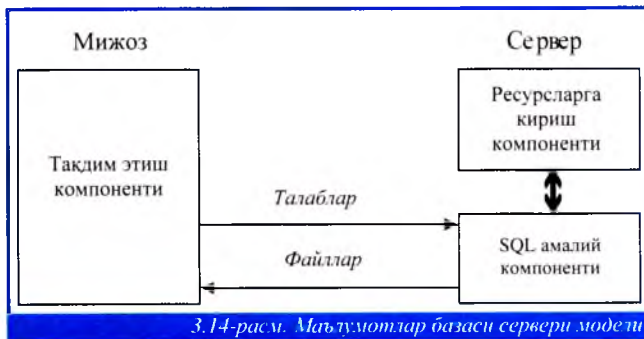 Мижоз
Сервер
Тақдим этиш
компоненти
Ресурсларга
кириш
компоненти
Талаблар
Файллар
SQL амалий
компоненти
3.14-расм. Маълумотлар базаси сервери модели